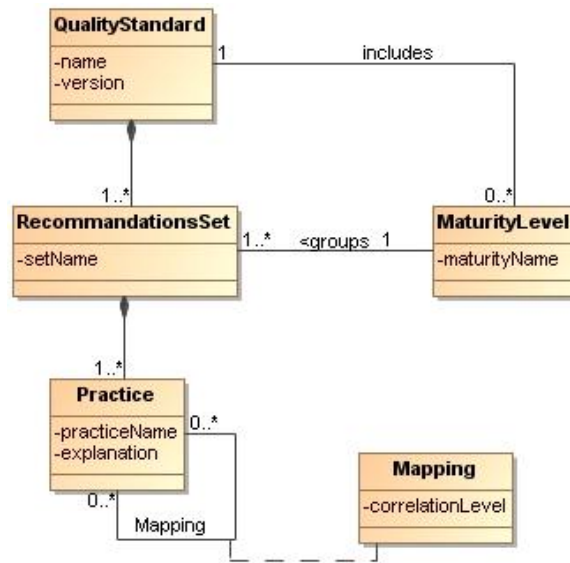 QualityStandard
-name
-version
1
includes
1..*
0..*
RecommandationsSet
-setName
1..*
<groups 1
MaturityLevel
-maturityName
1..*
Practice
-practiceName
-explanation
0..*
0..*
Mapping
Mapping
-correlationLevel